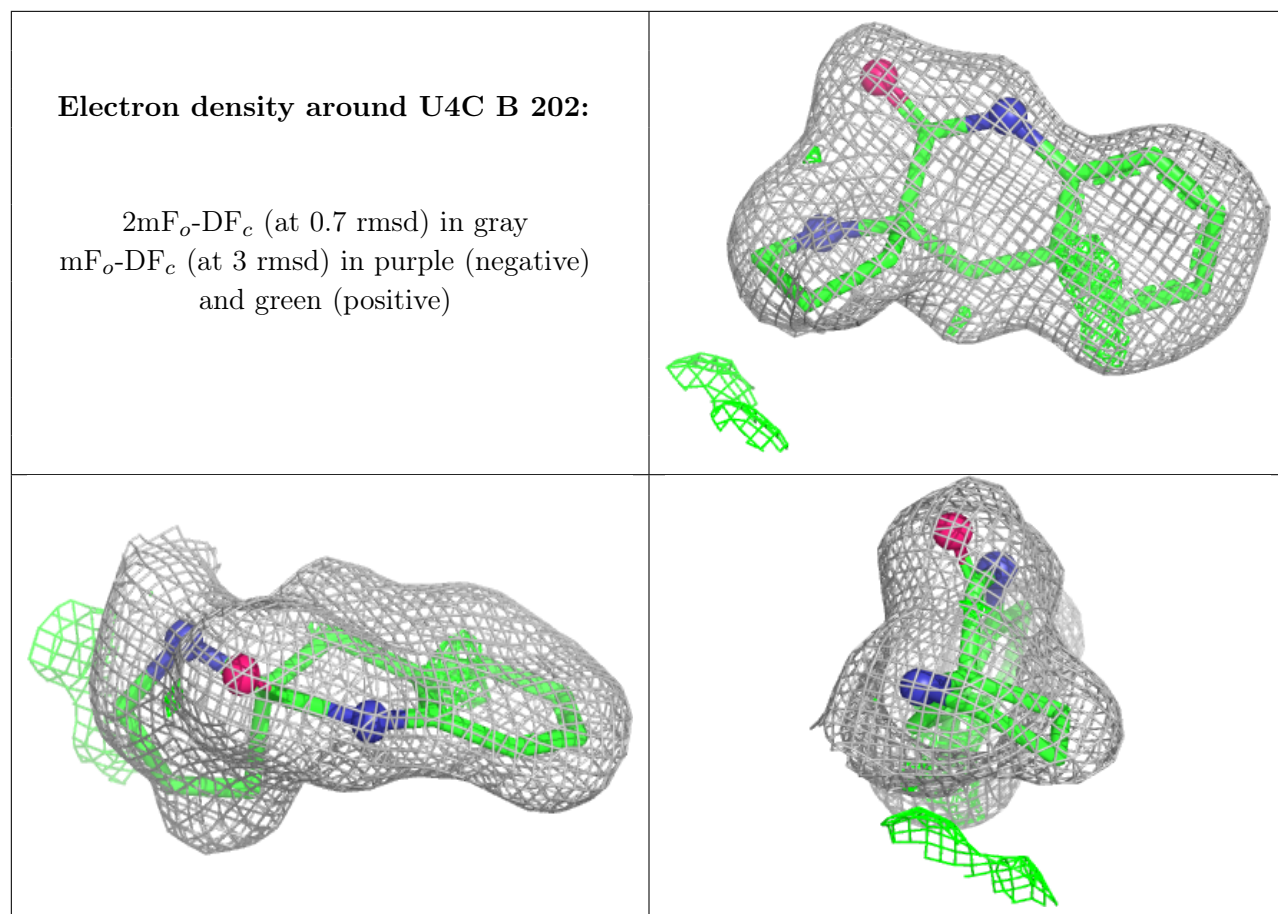 Electron density around U4C B 202:
2mFo-DFc (at 0.7 rmsd) in gray
mFo-DFc (at 3 rmsd) in purple (negative)
and green (positive)